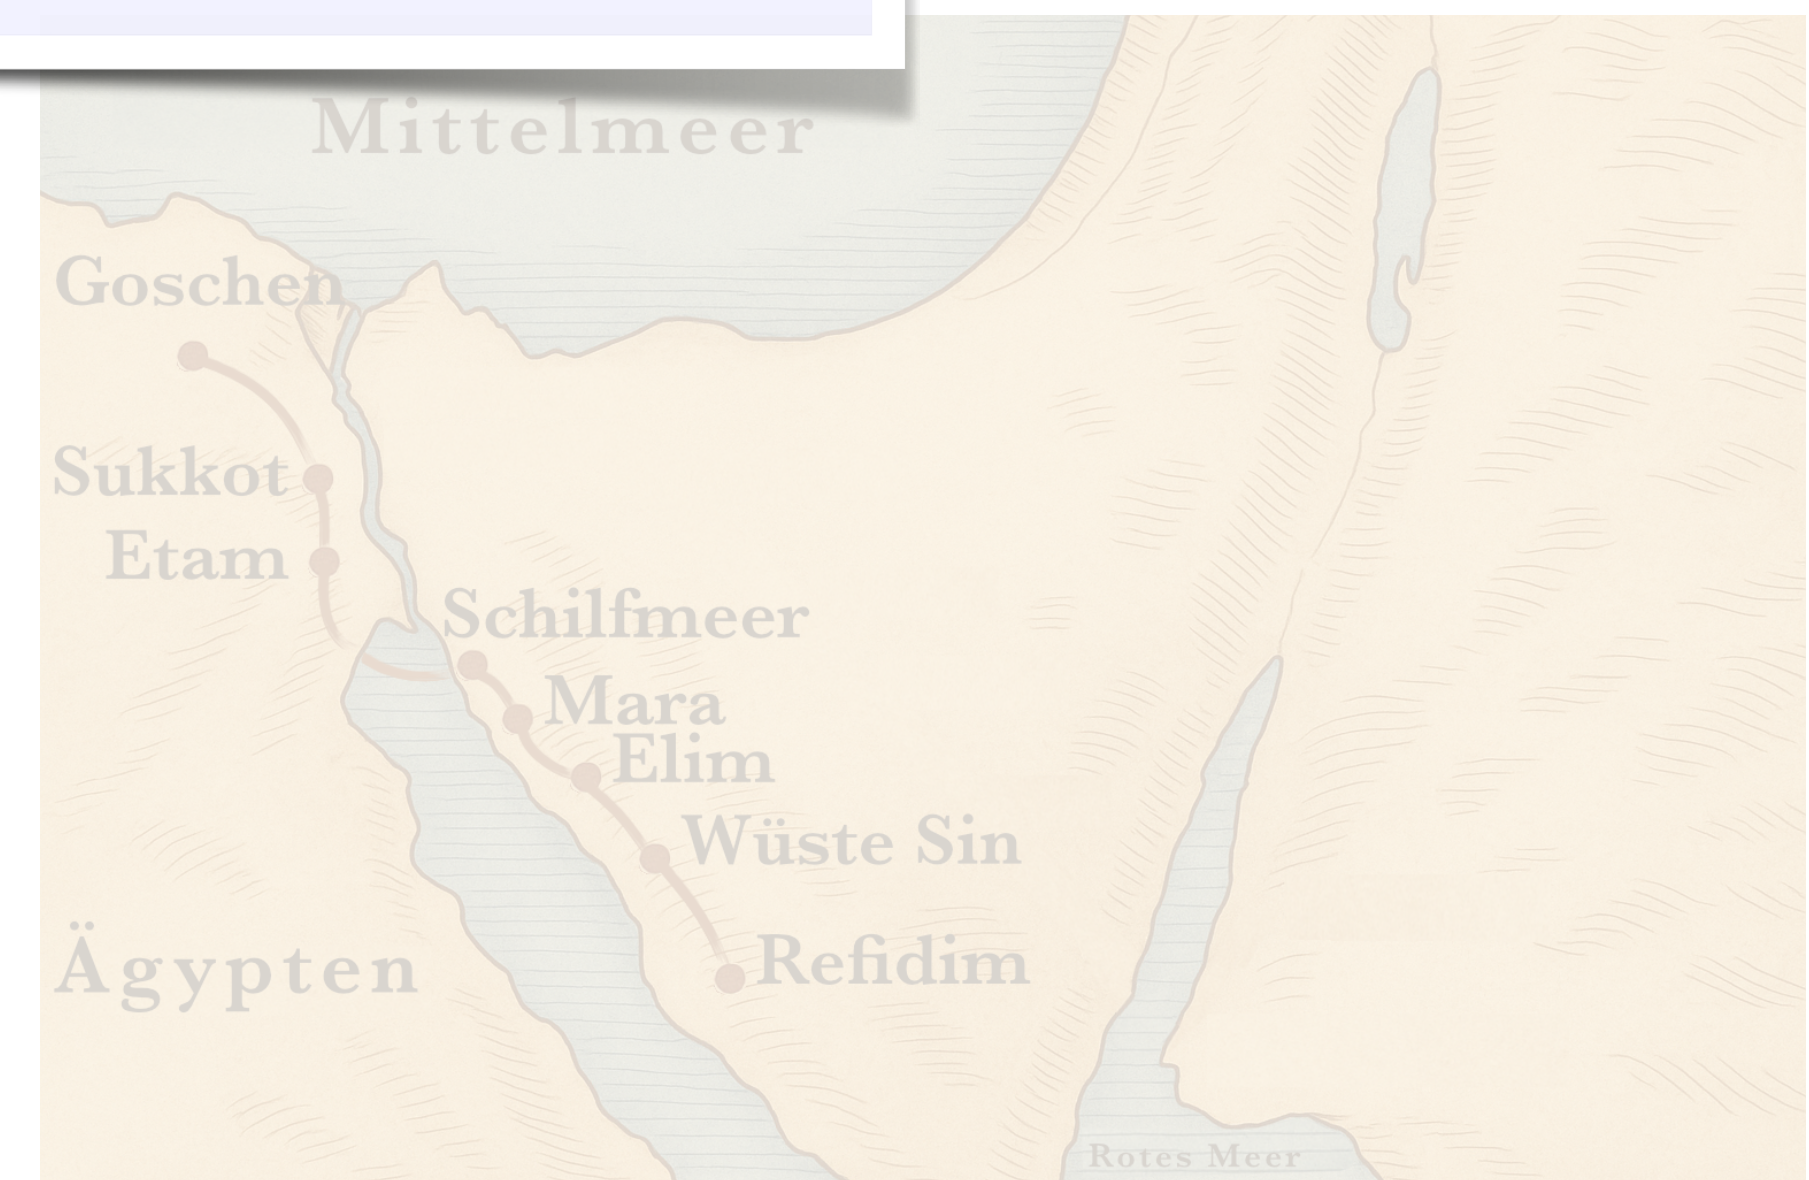 Mittelmeer
Goschen
Sukkot
Etam
Schilfmeer
Mara
Elim
Wüste Sin
Ägypten
Refidim
Rotes Meer